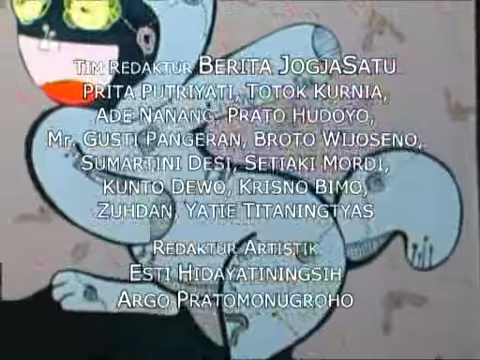 TIM REDAKTUR BERITA JOGJASATU
PRITA PUTRIYATI, TOTOK KURNIA,
ADE NANANG, PRATO HUDOYO,
Mr. GUSTI PANGERAN, BROTO WIJOSENO,
SUMARTINI DESI, SETIAKI MORDI,
KUNTO DEWO, KRISNO BIMO,
ZUHDAN, YATIE TITANINGTYAS
REDAKTUR ARTISTIK
ESTI HIDAYATININGSIH
ARGO PRATOMONUGROHO